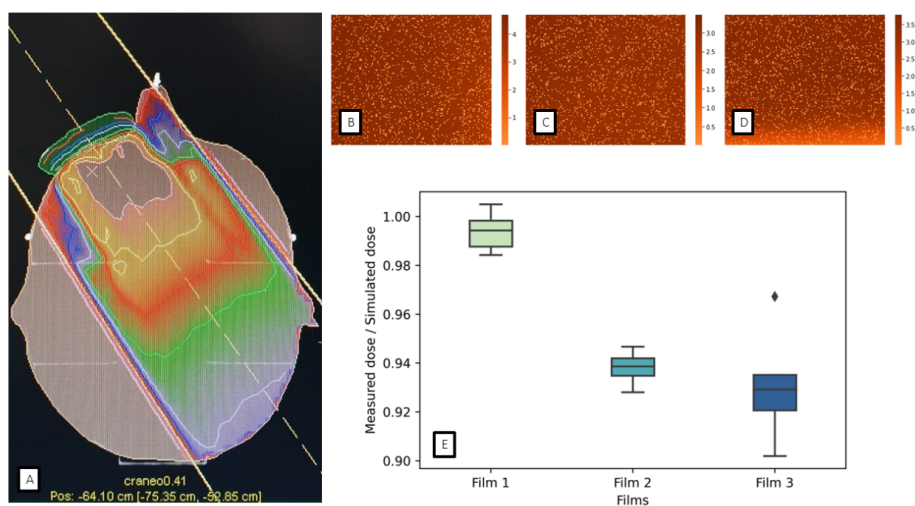 A
craneo0.41
Pos: -64.10 cm [-75.35 cm, -92.85 cm]
B
4
3
2
1
C
3.0
2.5
2.0
1.5
1.0
0.5
D
3.5
3.0
2.5
2.0
1.5
1.0
0.5
Measured dose / Simulated dose
1.00
0.98
0.96
0.94
0.92
0.90
E
Film 1
Film 2
Film 3
Films